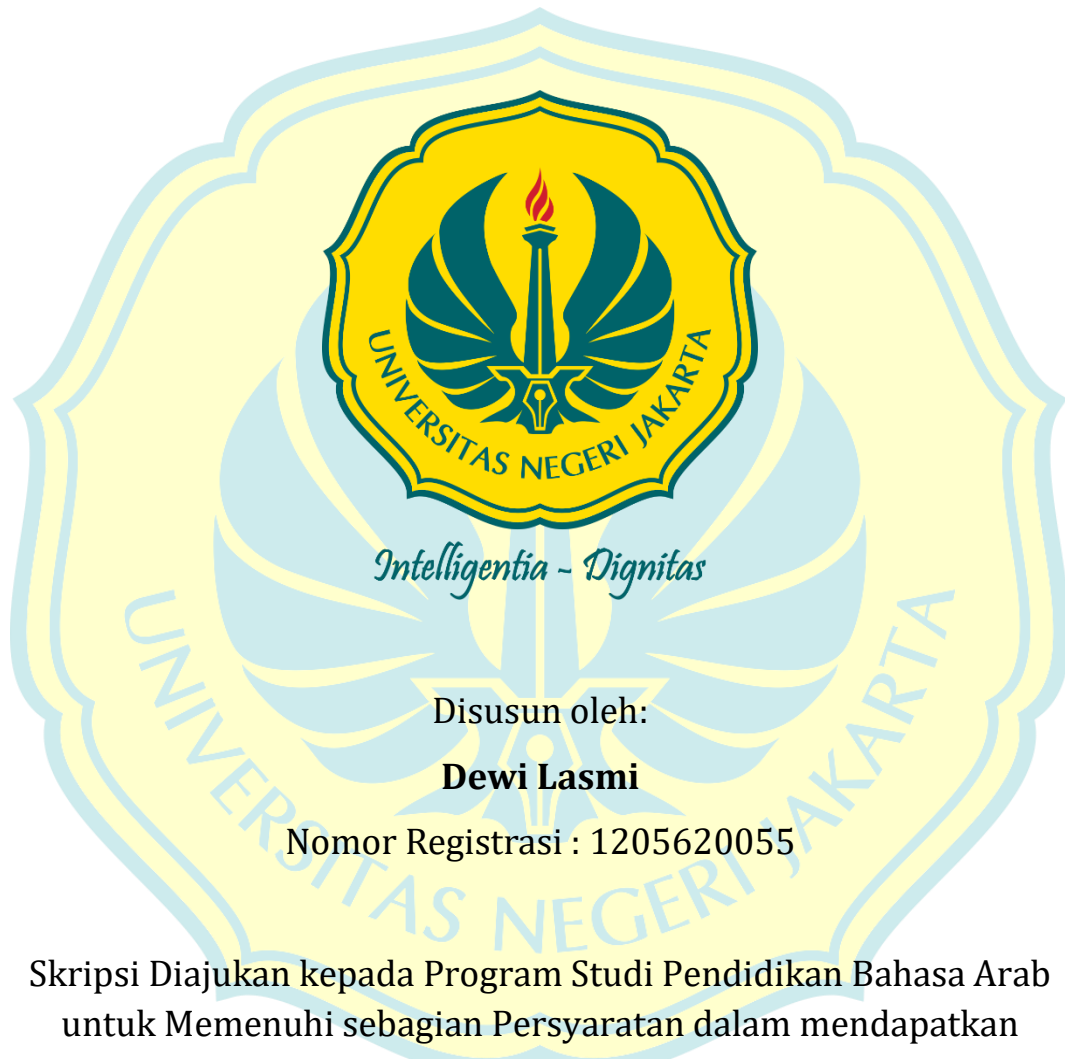 UNIVERSITAS NEGERI JAKARTA
Intelligentia - Dignitas
UNIVERSITAS NEGERI JAKARTA
Disusun oleh:
Dewi Lasmi
Nomor Registrasi : 1205620055
Skripsi Diajukan kepada Program Studi Pendidikan Bahasa Arab
untuk Memenuhi sebagian Persyaratan dalam mendapatkan